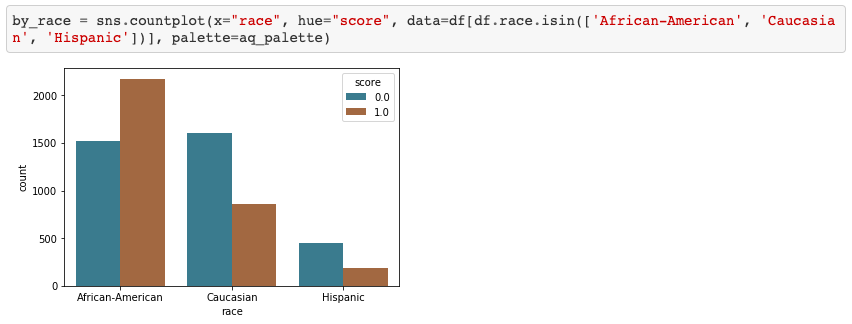 by_race = sns.countplot(x="race", hue="score", data=df[df.race.isin(['African-American', 'Caucasia
n', 'Hispanic'])], palette=aq_palette)
score
0.0
1.0
2000
1500
1000
500
0
count
African-American Caucasian Hispanic
race